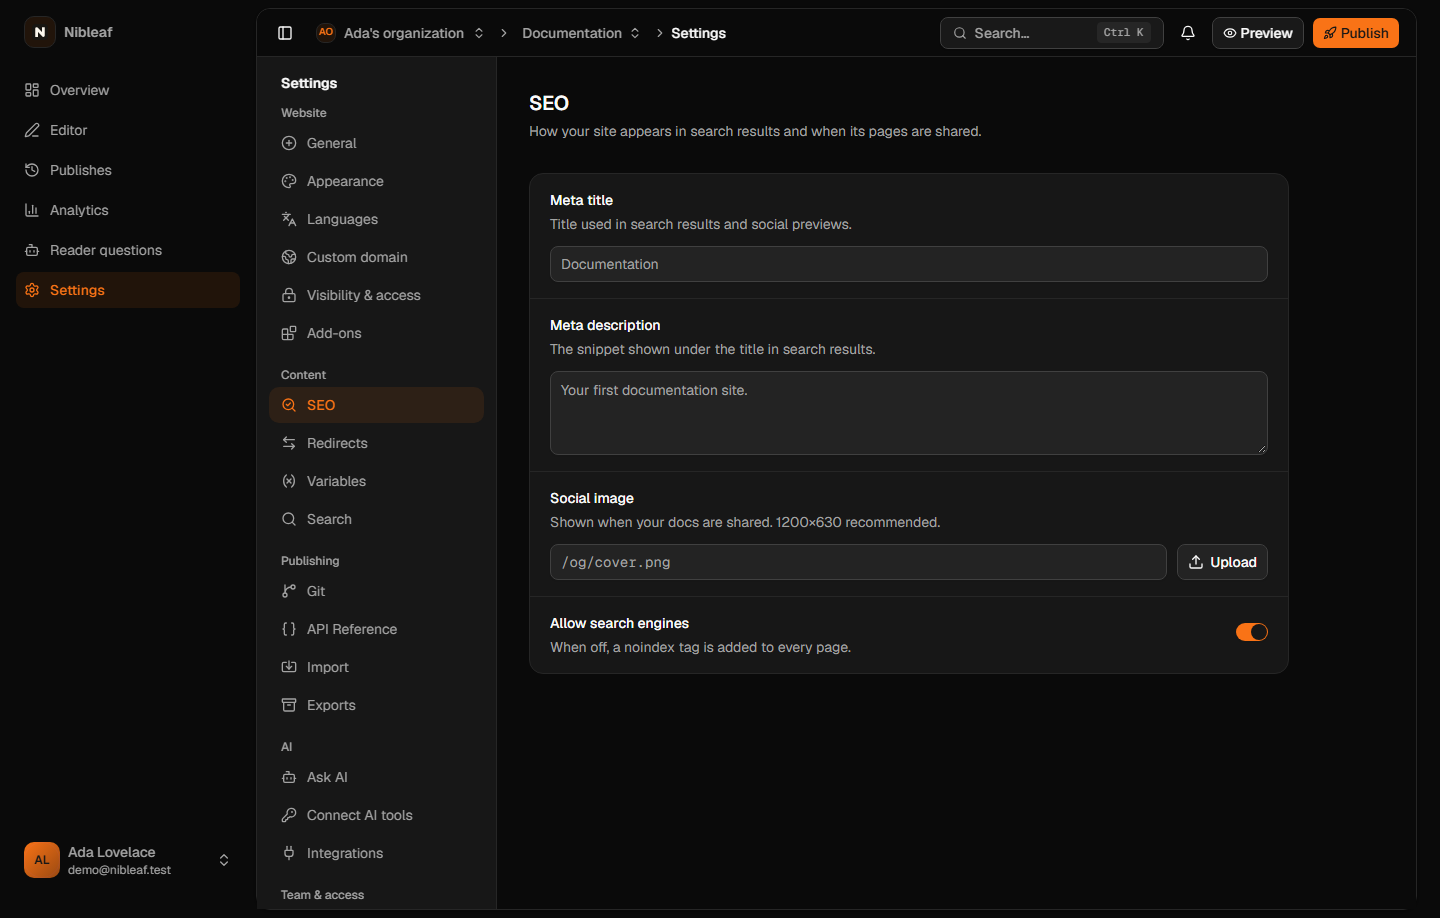 N Nibleaf
Overview
Editor
Publishes
Analytics
Reader questions
Settings
AL Ada Lovelace
demo@nibleaf.test
AO Ada's organization Documentation Settings
Search... Ctrl K
Preview
Publish
Settings
Website
General
Appearance
Languages
Custom domain
Visibility & access
Add-ons
Content
SEO
Redirects
Variables
Search
Publishing
Git
API Reference
Import
Exports
AI
Ask AI
Connect AI tools
Integrations
Team & access
SEO
How your site appears in search results and when its pages are shared.
Meta title
Title used in search results and social previews.
Documentation
Meta description
The snippet shown under the title in search results.
Your first documentation site.
Social image
Shown when your docs are shared. 1200×630 recommended.
/og/cover.png
Upload
Allow search engines
When off, a noindex tag is added to every page.